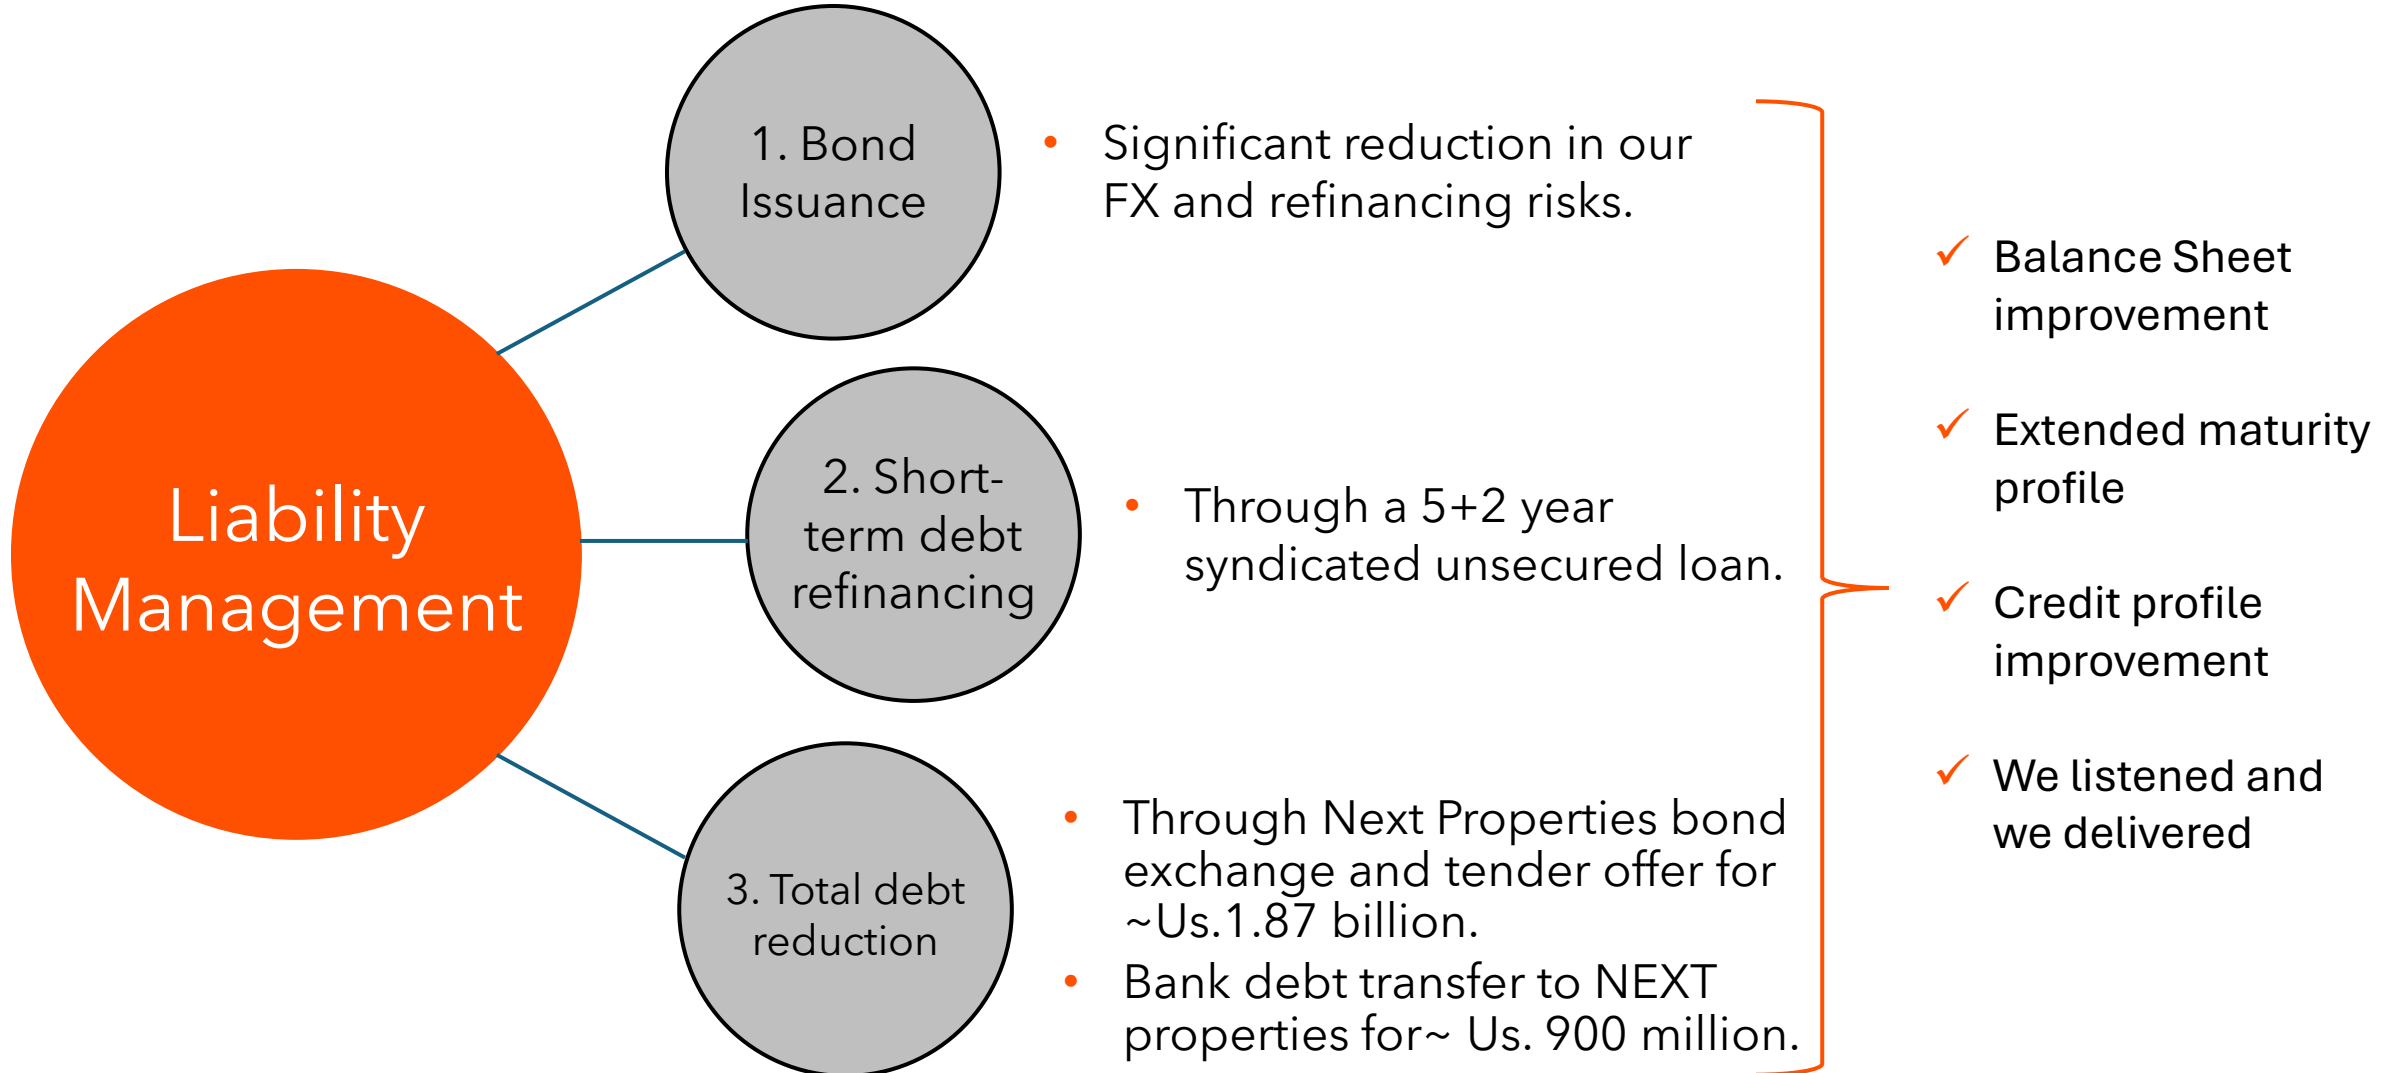 Liability
Management
1. Bond
Issuance
• Significant reduction in our
FX and refinancing risks.
2. Short-
term debt
refinancing
• Through a 5+2 year
syndicated unsecured loan.
3. Total debt
reduction
• Through Next Properties bond
exchange and tender offer for
~Us.1.87 billion.
• Bank debt transfer to NEXT
properties for~ Us. 900 million.
✓ Balance Sheet
improvement
✓ Extended maturity
profile
✓ Credit profile
improvement
✓ We listened and
we delivered